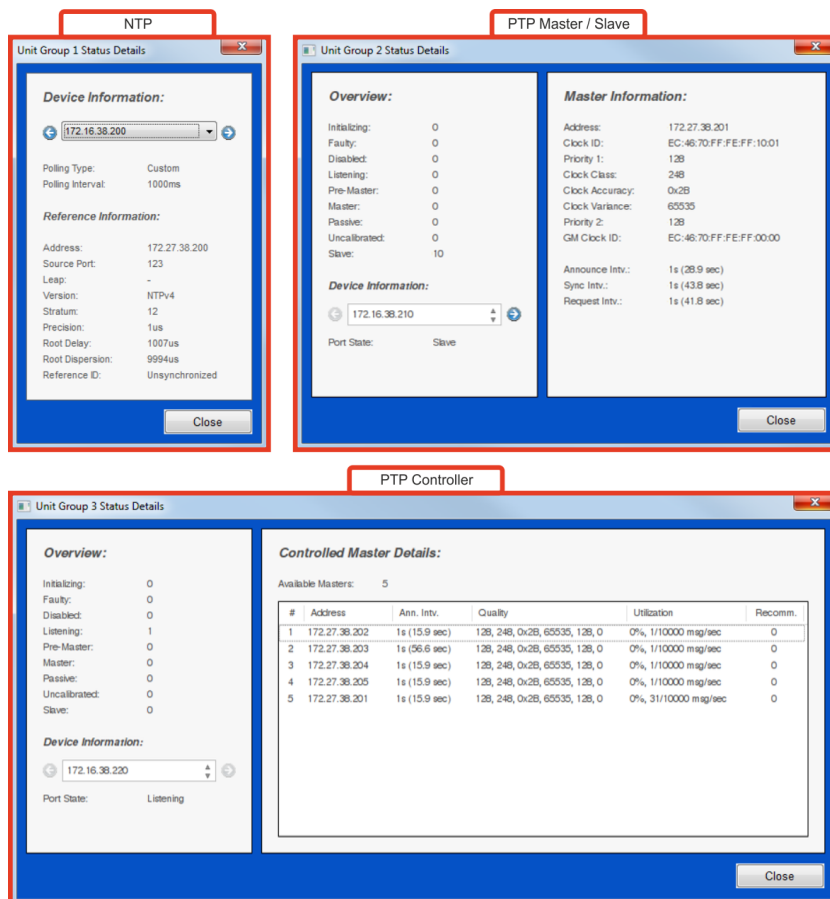 NTP
Unit Group 1 Status Details
Device Information:
172.16.38.200
Polling Type: Custom
Polling Interval: 1000ms
Reference Information:
Address: 172.27.38.200
Source Port: 123
Leap: -
Version: NTPv4
Stratum: 12
Precision: 1us
Root Delay: 1007us
Root Dispersion: 9994us
Reference ID: Unsynchronized
Close
PTP Master / Slave
Unit Group 2 Status Details
Overview:
Initializing: 0
Faulty: 0
Disabled: 0
Listening: 0
Pre-Master: 0
Master: 0
Passive: 0
Uncalibrated: 0
Slave: 10
Device Information:
172.16.38.210
Port State: Slave
Master Information:
Address: 172.27.38.201
Clock ID: EC:46:70:FF:FE:FF:10:01
Priority 1: 128
Clock Class: 248
Clock Accuracy: 0x2B
Clock Variance: 65535
Priority 2: 128
GM Clock ID: EC:46:70:FF:FE:FF:00:00
Announce Intv.: 1s (28.9 sec)
Sync Intv.: 1s (43.8 sec)
Request Intv.: 1s (41.8 sec)
Close
PTP Controller
Unit Group 3 Status Details
Overview:
Initializing: 0
Faulty: 0
Disabled: 0
Listening: 1
Pre-Master: 0
Master: 0
Passive: 0
Uncalibrated: 0
Slave: 0
Device Information:
172.16.38.220
Port State: Listening
Controlled Master Details:
Available Masters: 5
# Address Ann. Intv. Quality Utilization Recomm.
1 172.27.38.202 1s (15.9 sec) 128, 248, 0x2B, 65535, 128, 0 0%, 1/10000 msg/sec 0
2 172.27.38.203 1s (56.6 sec) 128, 248, 0x2B, 65535, 128, 0 0%, 1/10000 msg/sec 0
3 172.27.38.204 1s (15.9 sec) 128, 248, 0x2B, 65535, 128, 0 0%, 1/10000 msg/sec 0
4 172.27.38.205 1s (15.9 sec) 128, 248, 0x2B, 65535, 128, 0 0%, 1/10000 msg/sec 0
5 172.27.38.201 1s (15.9 sec) 128, 248, 0x2B, 65535, 128, 0 0%, 31/10000 msg/sec 0
Close